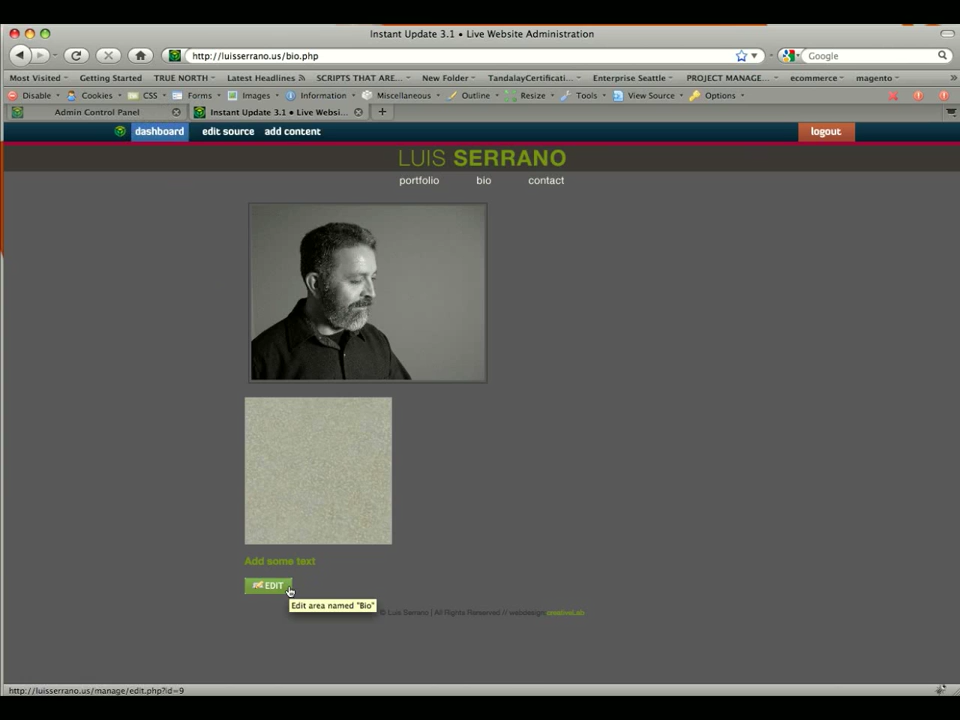 Instant Update 3.1 • Live Website Administration
http://luisserrano.us/bio.php
Google
Most Visited Getting Started TRUE NORTH Latest Headlines SCRIPTS THAT ARE... New Folder TandalayCertificati... Enterprise Seattle PROJECT MANAGE... ecommerce magento »
Disable Cookies CSS Forms Images Information Miscellaneous Outline Resize Tools View Source Options
Admin Control Panel Instant Update 3.1 • Live Websi... +
dashboard edit source add content logout
LUIS SERRANO
portfolio bio contact
Add some text
EDIT
Edit area named "Bio"
© Luis Serrano | All Rights Reserved // webdesign creativeLab
http://luisserrano.us/manage/edit.php?id=9